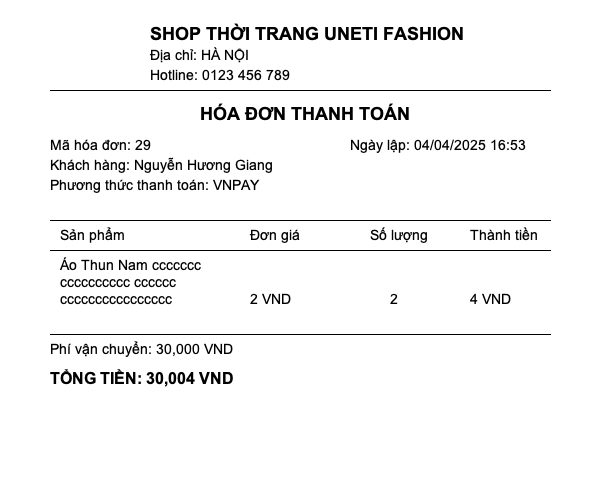 SHOP THỜI TRANG UNETI FASHION
Địa chỉ: HÀ NỘI
Hotline: 0123 456 789
HÓA ĐƠN THANH TOÁN
Mã hóa đơn: 29 Ngày lập: 04/04/2025 16:53
Khách hàng: Nguyễn Hương Giang
Phương thức thanh toán: VNPAY
Sản phẩm Đơn giá Số lượng Thành tiền
Áo Thun Nam ccccccc
cccccccccc cccccc
cccccccccccccccc 2 VND 2 4 VND
Phí vận chuyển: 30,000 VND
TỔNG TIỀN: 30,004 VND